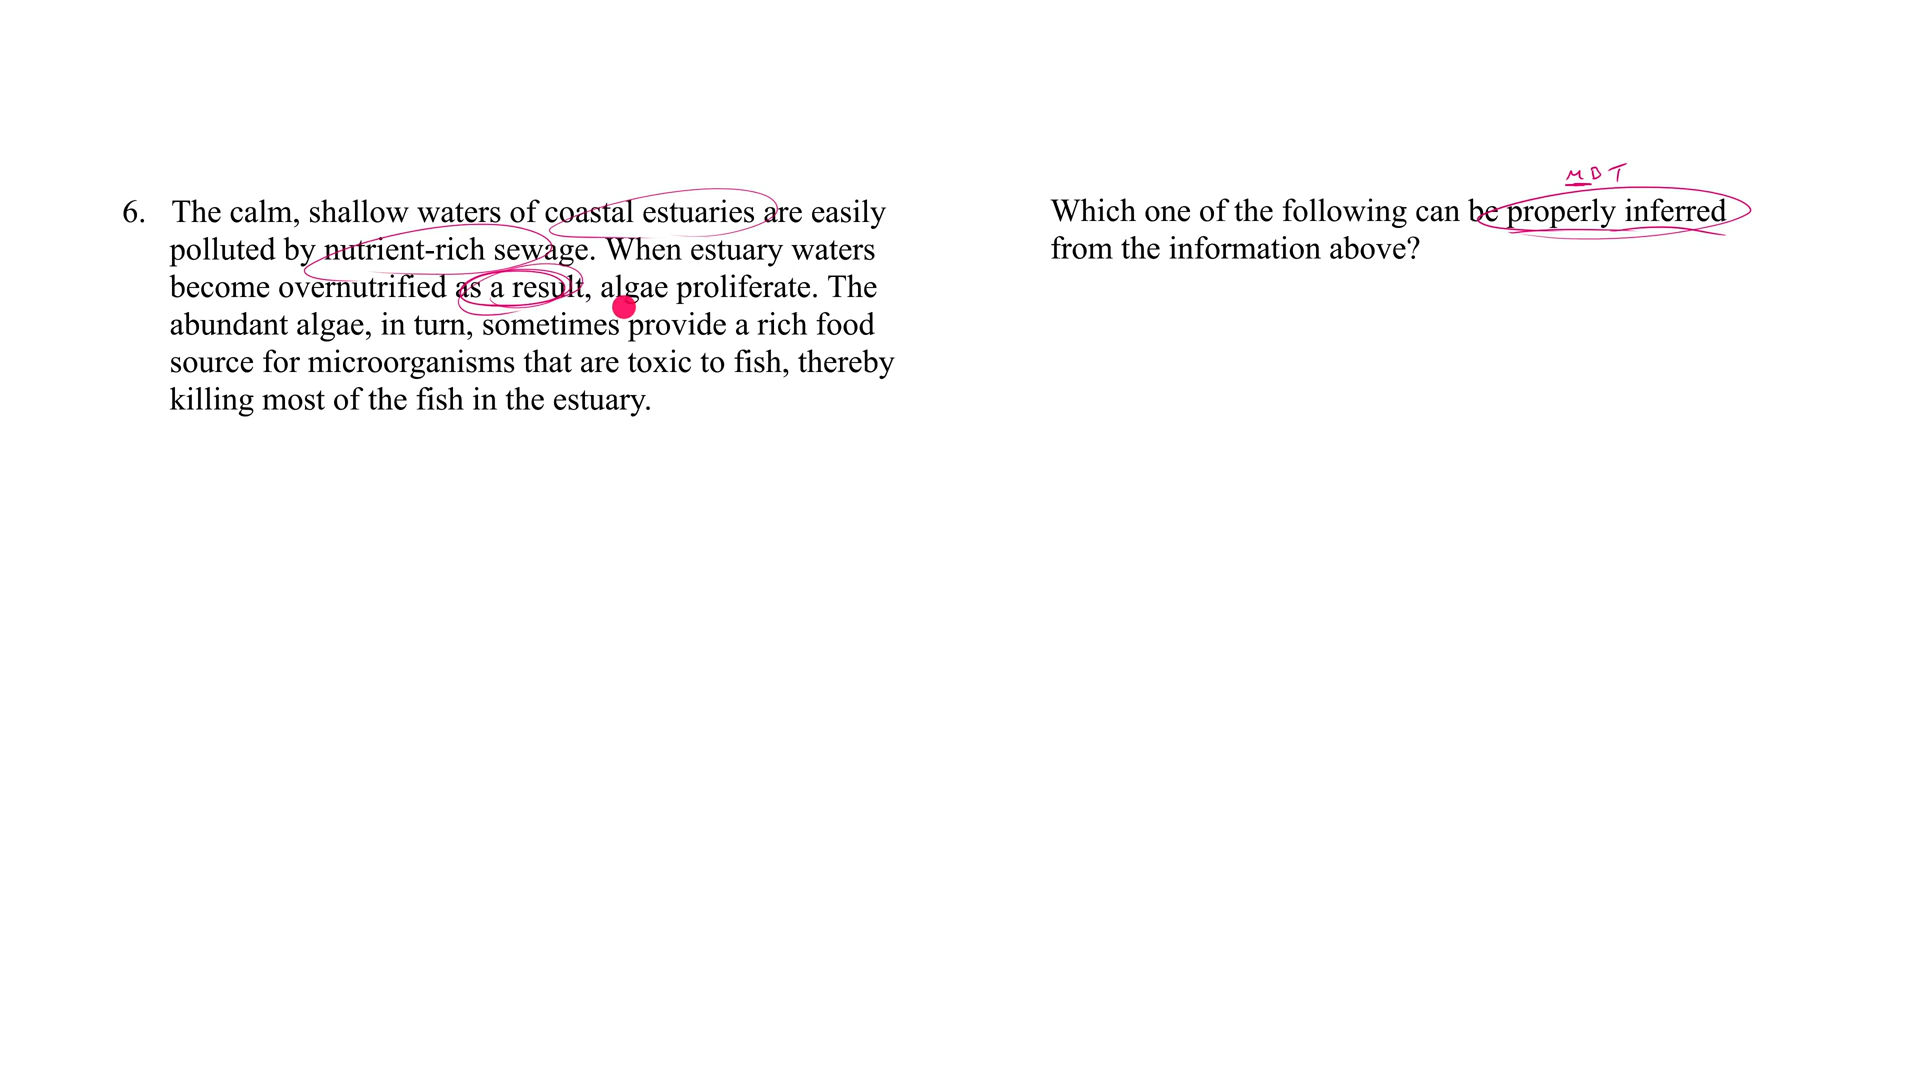 6. The calm, shallow waters of coastal estuaries are easily
polluted by nutrient-rich sewage. When estuary waters
become overnutrified as a result, algae proliferate. The
abundant algae, in turn, sometimes provide a rich food
source for microorganisms that are toxic to fish, thereby
killing most of the fish in the estuary.
MBT
Which one of the following can be properly inferred
from the information above?